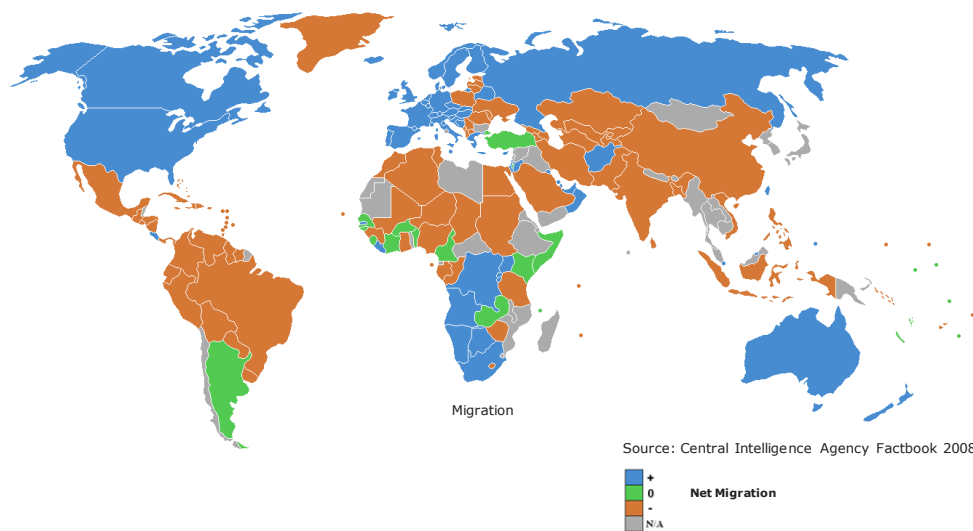 Migration
Source: Central Intelligence Agency Factbook 2008
+
0 Net Migration
-
N/A